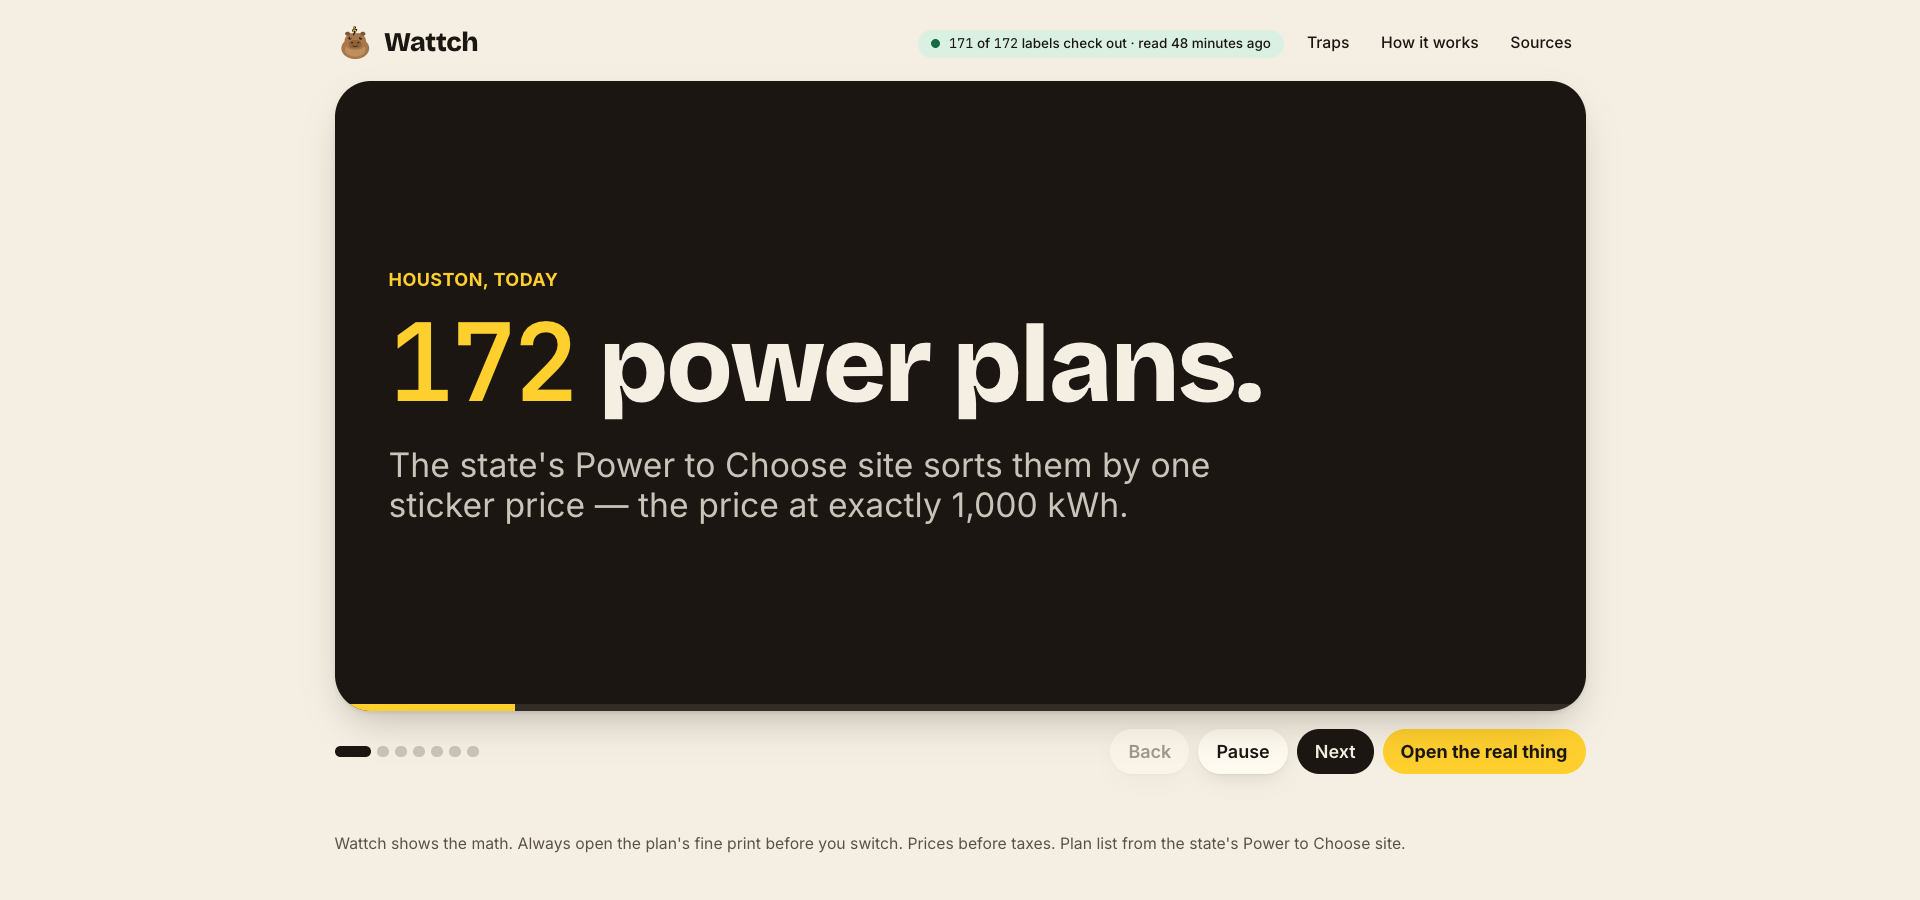 Wattch
171 of 172 labels check out · read 48 minutes ago
Traps
How it works
Sources
HOUSTON, TODAY
172 power plans.
The state's Power to Choose site sorts them by one
sticker price — the price at exactly 1,000 kWh.
Back
Pause
Next
Open the real thing
Wattch shows the math. Always open the plan's fine print before you switch. Prices before taxes. Plan list from the state's Power to Choose site.